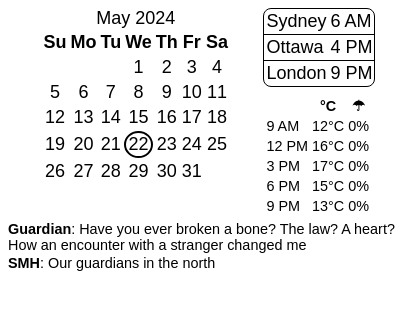 May 2024
Su Mo Tu We Th Fr Sa
1 2 3 4
5 6 7 8 9 10 11
12 13 14 15 16 17 18
19 20 21 22 23 24 25
26 27 28 29 30 31
Sydney 6 AM
Ottawa 4 PM
London 9 PM
°C ☂
9 AM 12°C 0%
12 PM 16°C 0%
3 PM 17°C 0%
6 PM 15°C 0%
9 PM 13°C 0%
Guardian: Have you ever broken a bone? The law? A heart?
How an encounter with a stranger changed me
SMH: Our guardians in the north